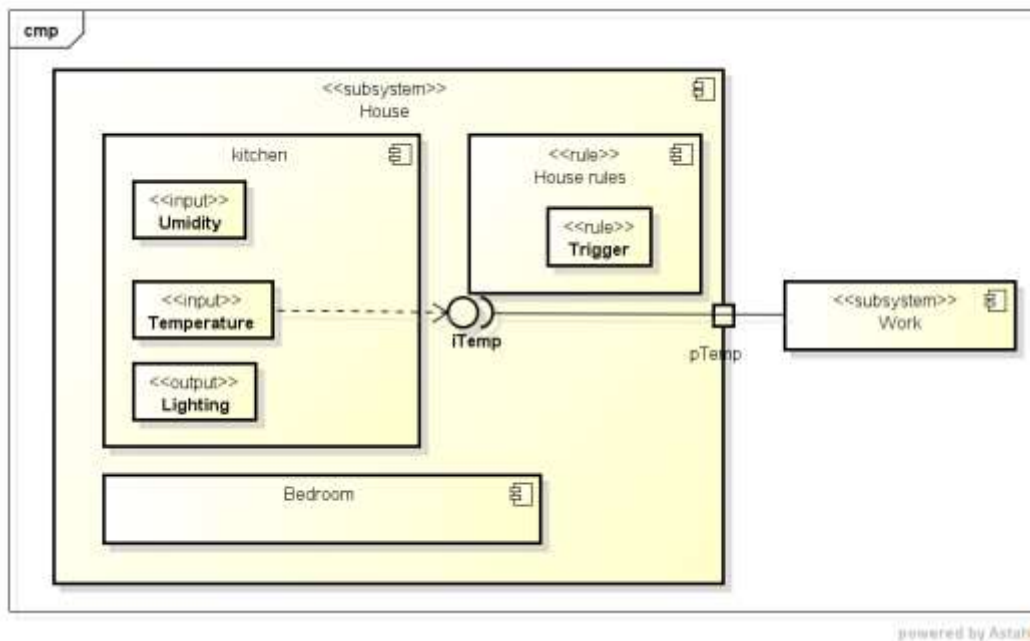 cmp
<<subsystem>>
House
kitchen
<<input>>
Umidity
<<input>>
Temperature
<<output>>
Lighting
<<rule>>
House rules
<<rule>>
Trigger
iTemp
pTemp
<<subsystem>>
Work
Bedroom
powered by Astah